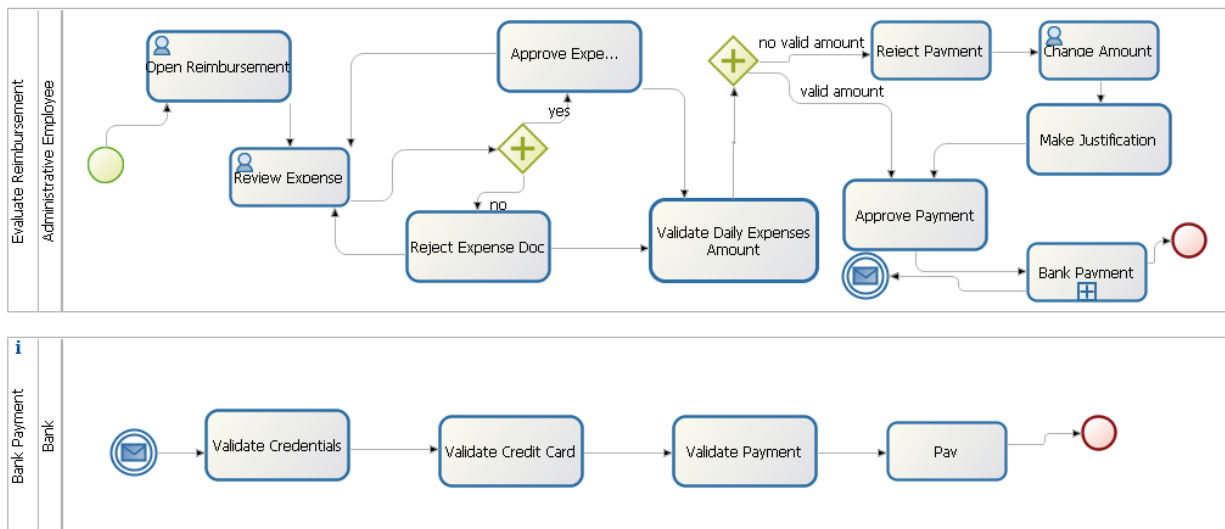 Evaluate Reimbursement
Administrative Employee
Open Reimbursement
Review Expense
Approve Expe...
yes
no
Reject Expense Doc
Validate Daily Expenses
Amount
no valid amount
valid amount
Reject Payment
Change Amount
Make Justification
Approve Payment
Bank Payment
i
Bank Payment
Bank
Validate Credentials
Validate Credit Card
Validate Payment
Pay